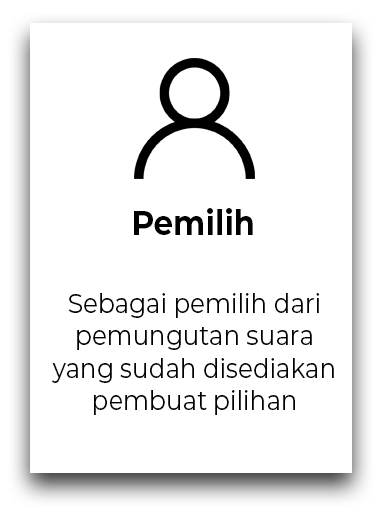 Pemilih
Sebagai pemilih dari
pemungutan suara
yang sudah disediakan
pembuat pilihan